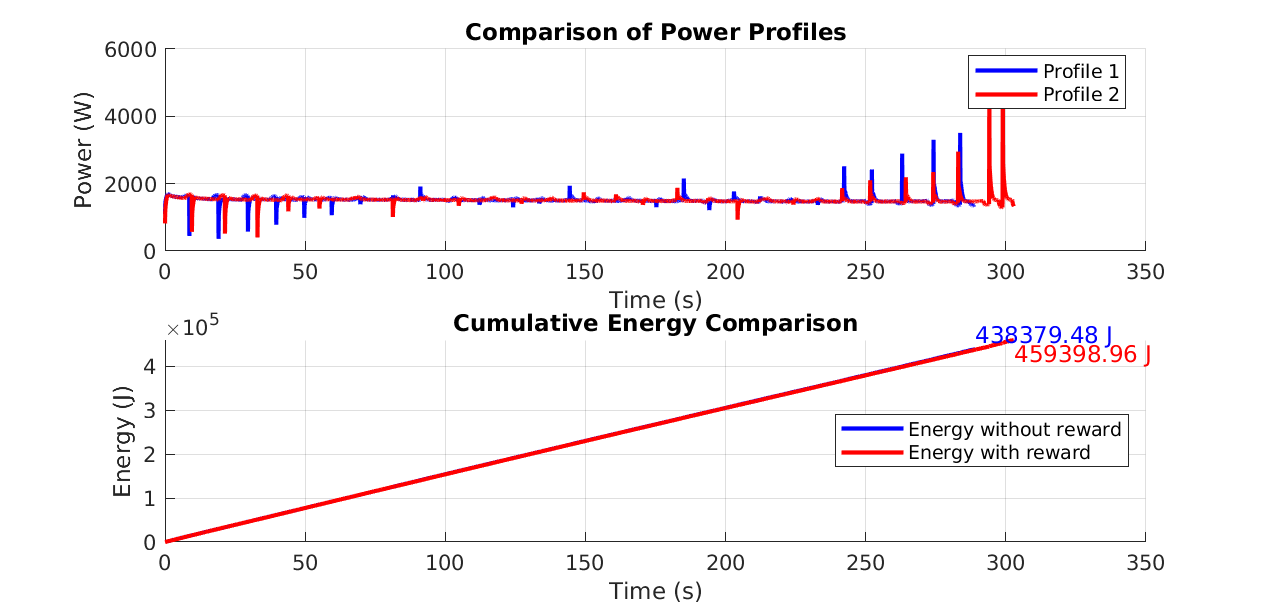 Comparison of Power Profiles
Power (W)
6000
4000
2000
0
Profile 1
Profile 2
0 50 100 150 200 250 300 350
Time (s)
Cumulative Energy Comparison
×10^5
Energy (J)
4
3
2
1
0
438379.48 J
459398.96 J
Energy without reward
Energy with reward
0 50 100 150 200 250 300 350
Time (s)